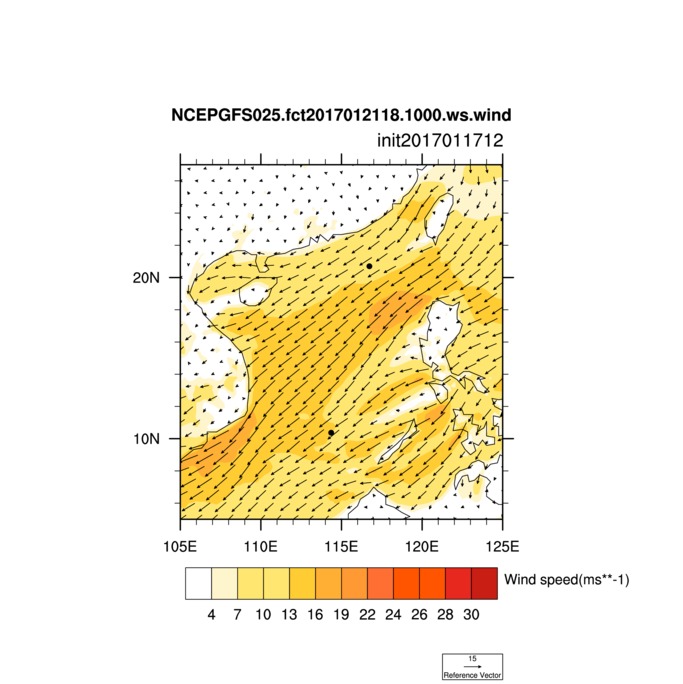 NCEPGFS025.fct2017012118.1000.ws.wind
init2017011712
20N
10N
105E 110E 115E 120E 125E
Wind speed(ms**-1)
4 7 10 13 16 19 22 24 26 28 30
15
Reference Vector